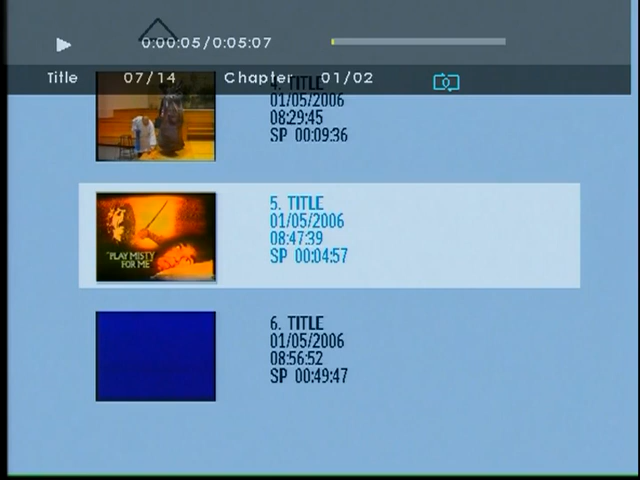 0:00:05/0:05:07
Title 07/14 Chapter 01/02
4. TITLE
01/05/2006
08:29:45
SP 00:09:36
5. TITLE
01/05/2006
08:47:39
SP 00:04:57
"PLAY MISTY
FOR ME"
6. TITLE
01/05/2006
08:56:52
SP 00:49:47